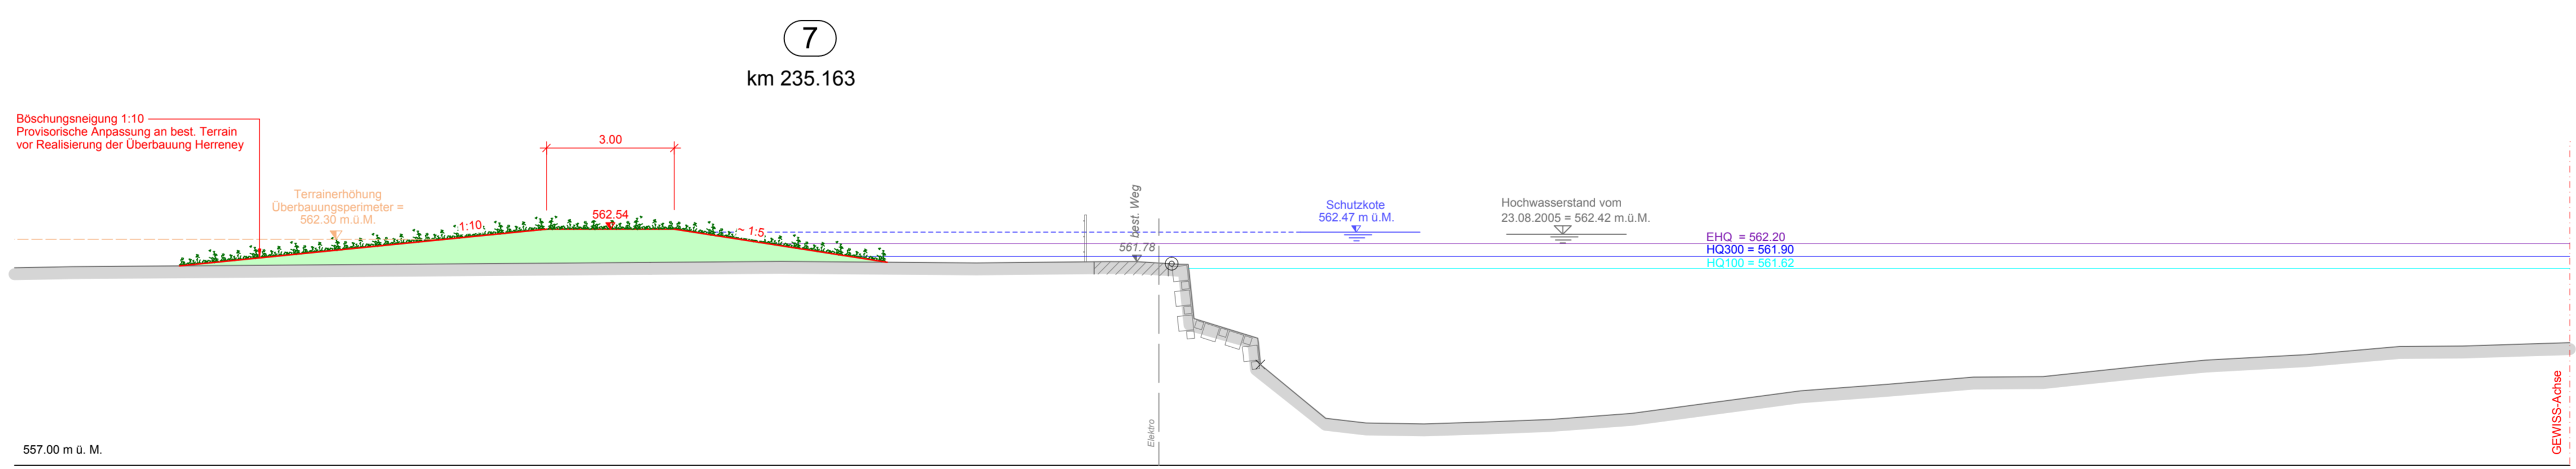 7
km 235.163
Böschungsneigung 1:10
Provisorische Anpassung an best. Terrain
vor Realisierung der Überbauung Herreney
3.00
Terrainerhöhung
Überbauungsperimeter =
562.30 m.ü.M.
1:10
562.54
~ 1:5
best. Weg
561.78
Schutzkote
562.47 m ü.M.
Hochwasserstand vom
23.08.2005 = 562.42 m.ü.M.
EHQ = 562.20
HQ300 = 561.90
HQ100 = 561.62
Elektro
GEWISS-Achse
557.00 m ü. M.